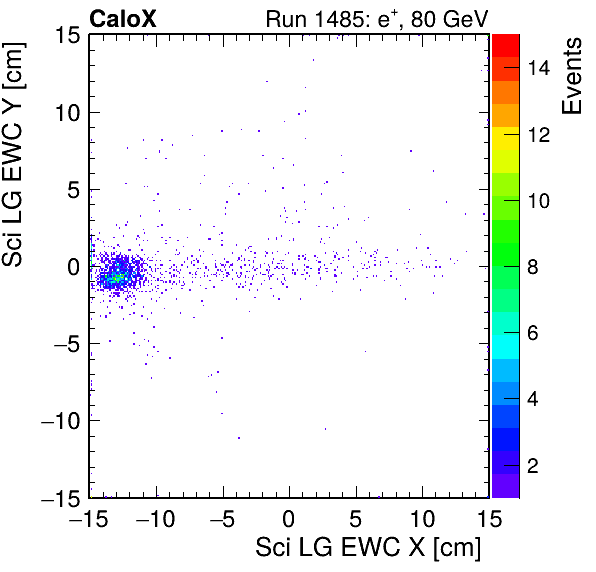 CaloX
Run 1485: e+, 80 GeV
Sci LG EWC Y [cm]
15
10
5
0
−5
−10
−15
−15 −10 −5 0 5 10 15
Sci LG EWC X [cm]
Events
14
12
10
8
6
4
2